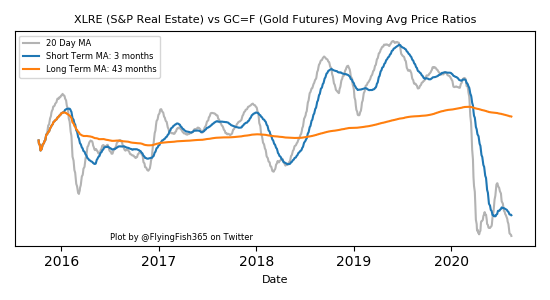 XLRE (S&P Real Estate) vs GC=F (Gold Futures) Moving Avg Price Ratios
20 Day MA
Short Term MA: 3 months
Long Term MA: 43 months
Plot by @FlyingFish365 on Twitter
2016 2017 2018 2019 2020
Date